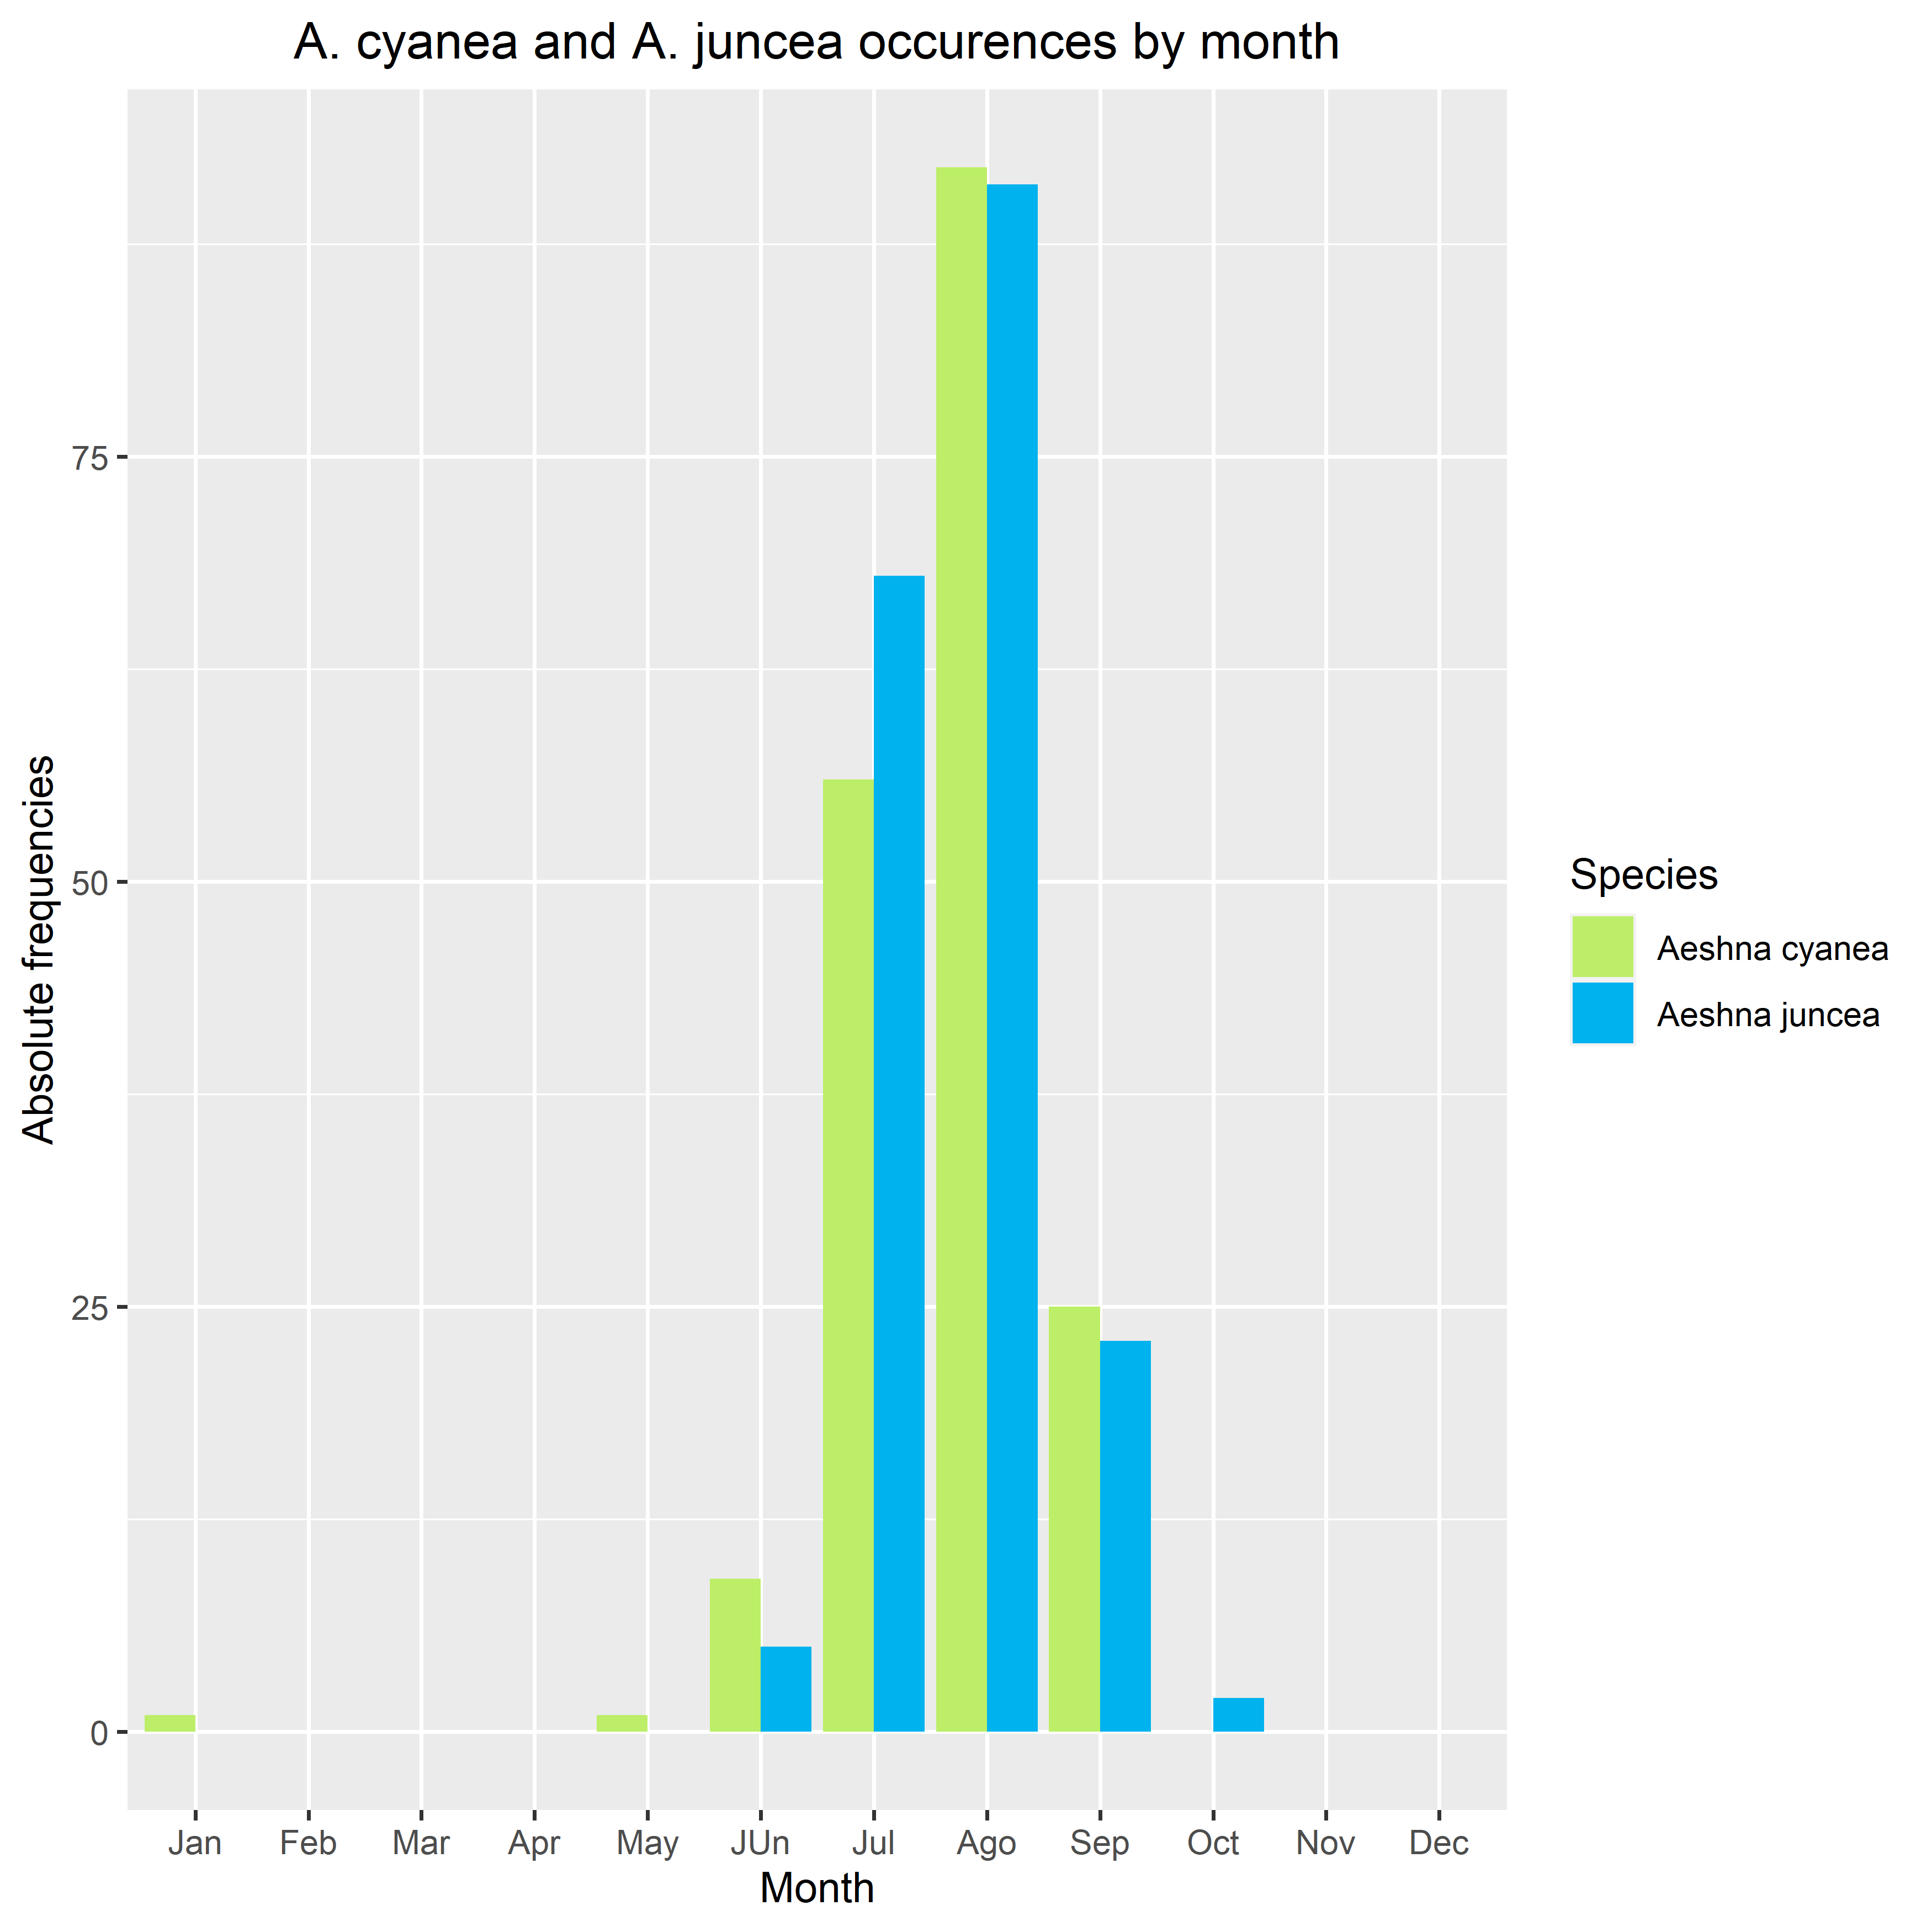 A. cyanea and A. juncea occurences by month
Absolute frequencies
75
50
25
0
Jan Feb Mar Apr May JUn Jul Ago Sep Oct Nov Dec
Month
Species
Aeshna cyanea
Aeshna juncea